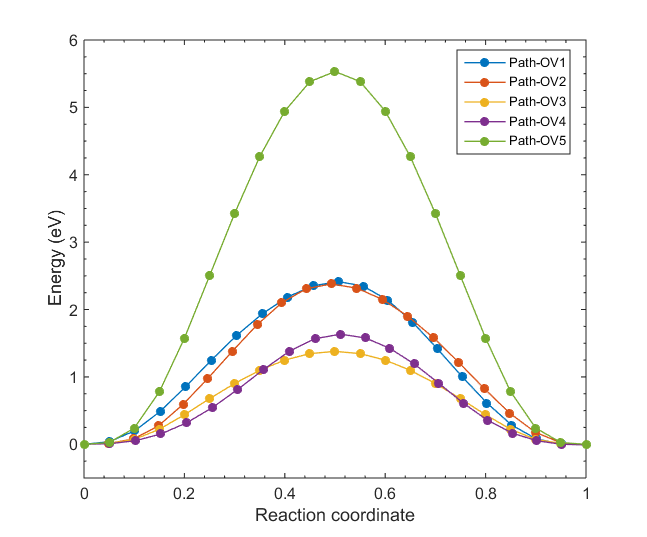 6
5
4
3
2
1
0
Energy (eV)
0
0.2
0.4
0.6
0.8
1
Reaction coordinate
Path-OV1
Path-OV2
Path-OV3
Path-OV4
Path-OV5